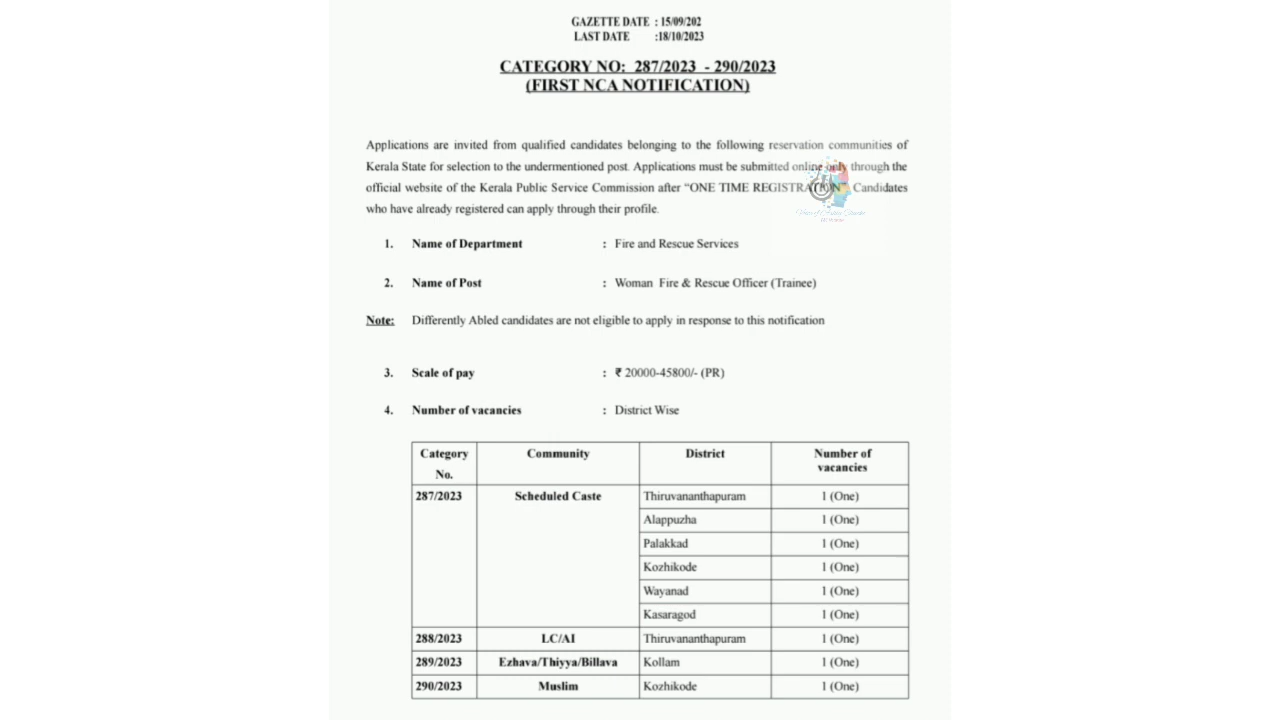 GAZETTE DATE : 15/09/202
LAST DATE :18/10/2023
CATEGORY NO: 287/2023 - 290/2023
(FIRST NCA NOTIFICATION)
Applications are invited from qualified candidates belonging to the following reservation communities of
Kerala State for selection to the undermentioned post. Applications must be submitted online only through the
official website of the Kerala Public Service Commission after “ONE TIME REGISTRATION” Candidates
who have already registered can apply through their profile.
1. Name of Department : Fire and Rescue Services
2. Name of Post : Woman Fire & Rescue Officer (Trainee)
Note: Differently Abled candidates are not eligible to apply in response to this notification
3. Scale of pay : ₹ 20000-45800/- (PR)
4. Number of vacancies : District Wise
Category No. Community District Number of vacancies
287/2023 Scheduled Caste Thiruvananthapuram 1 (One)
Alappuzha 1 (One)
Palakkad 1 (One)
Kozhikode 1 (One)
Wayanad 1 (One)
Kasaragod 1 (One)
288/2023 LC/AI Thiruvananthapuram 1 (One)
289/2023 Ezhava/Thiyya/Billava Kollam 1 (One)
290/2023 Muslim Kozhikode 1 (One)